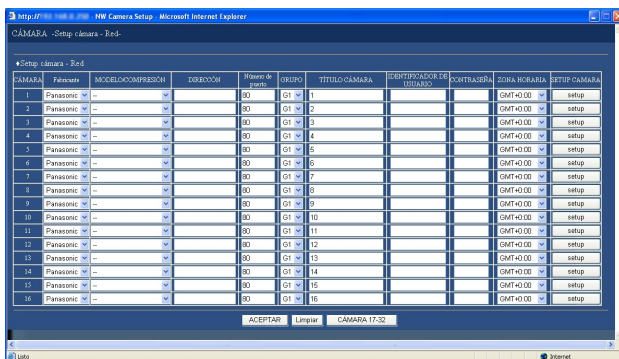 http://192.168.0.250 - NW Camera Setup - Microsoft Internet Explorer
CÁMARA -Setup cámara - Red-
♦Setup cámara - Red
CÁMARA Fabricante MODELO/COMPRESIÓN DIRECCIÓN Número de puerto GRUPO TÍTULO CÁMARA IDENTIFICADOR DE USUARIO CONTRASEÑA ZONA HORARIA SETUP CAMARA
1 Panasonic -- 80 G1 1 GMT+0:00 setup
2 Panasonic -- 80 G1 2 GMT+0:00 setup
3 Panasonic -- 80 G1 3 GMT+0:00 setup
4 Panasonic -- 80 G1 4 GMT+0:00 setup
5 Panasonic -- 80 G1 5 GMT+0:00 setup
6 Panasonic -- 80 G1 6 GMT+0:00 setup
7 Panasonic -- 80 G1 7 GMT+0:00 setup
8 Panasonic -- 80 G1 8 GMT+0:00 setup
9 Panasonic -- 80 G1 9 GMT+0:00 setup
10 Panasonic -- 80 G1 10 GMT+0:00 setup
11 Panasonic -- 80 G1 11 GMT+0:00 setup
12 Panasonic -- 80 G1 12 GMT+0:00 setup
13 Panasonic -- 80 G1 13 GMT+0:00 setup
14 Panasonic -- 80 G1 14 GMT+0:00 setup
15 Panasonic -- 80 G1 15 GMT+0:00 setup
16 Panasonic -- 80 G1 16 GMT+0:00 setup
ACEPTAR Limpiar CÁMARA 17-32
Listo Internet